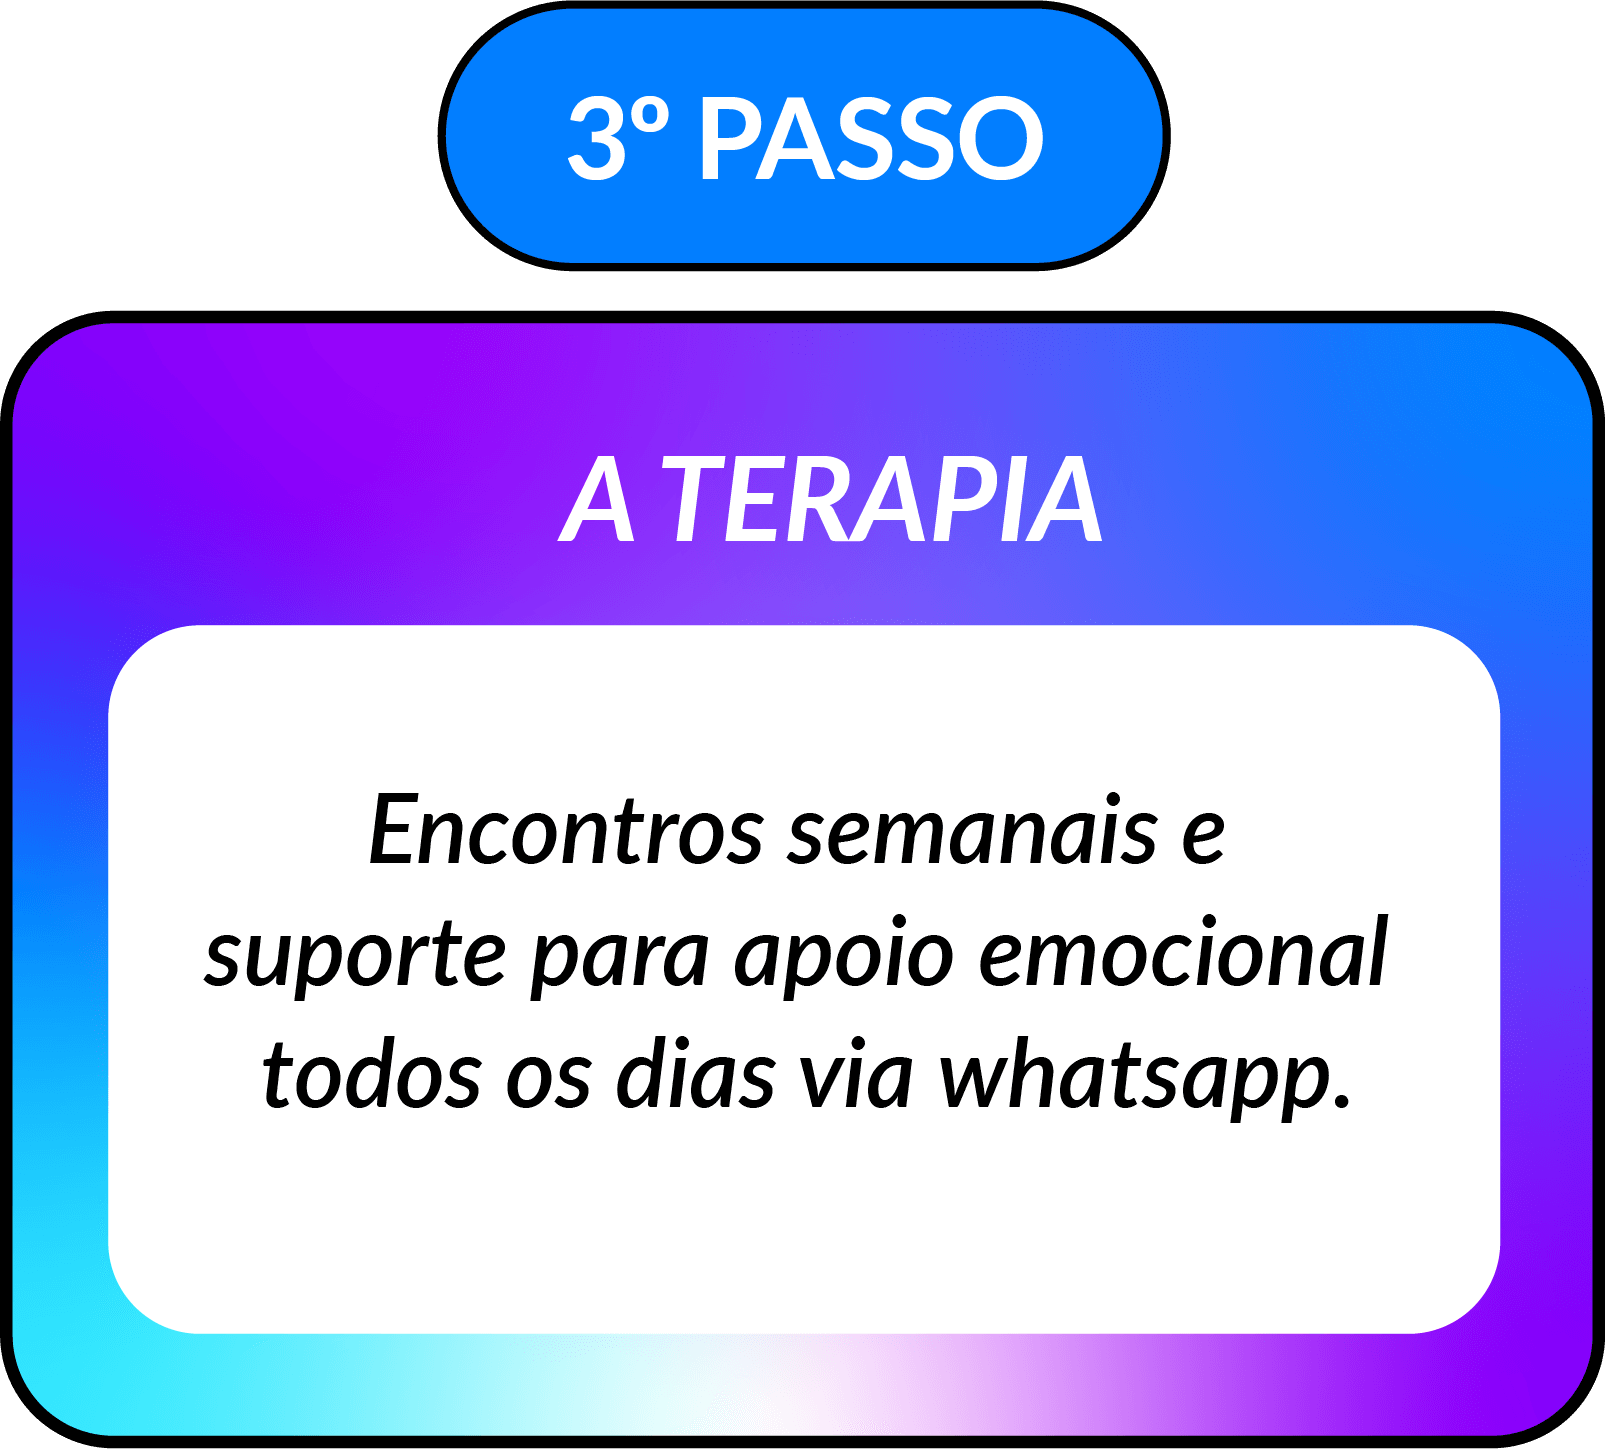 3º PASSO
A TERAPIA
Encontros semanais e
suporte para apoio emocional
todos os dias via whatsapp.